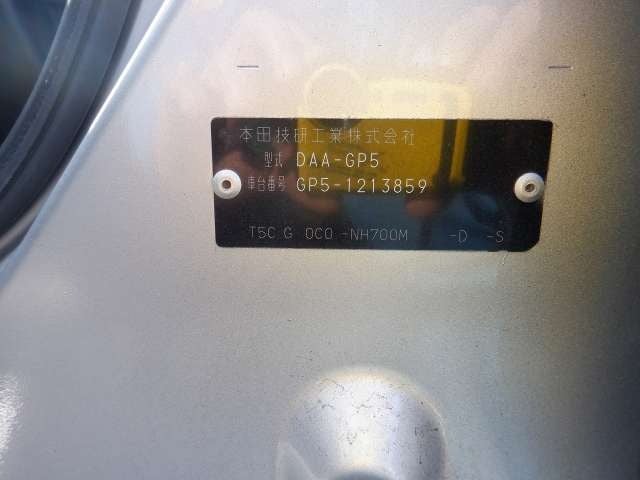 本田技研工業株式会社
型式 DAA-GP5
車台番号 GP5-1213859
T5C G 0C0 -NH700M -D -S